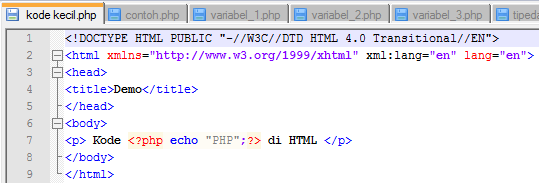 kode kecil.php contoh.php variabel_1.php variabel_2.php variabel_3.php tipeda
1 <!DOCTYPE HTML PUBLIC "-//W3C//DTD HTML 4.0 Transitional//EN">
2 <html xmlns="http://www.w3.org/1999/xhtml" xml:lang="en" lang="en">
3 <head>
4 <title>Demo</title>
5 </head>
6 <body>
7 <p> Kode <?php echo "PHP";?> di HTML </p>
8 </body>
9 </html>